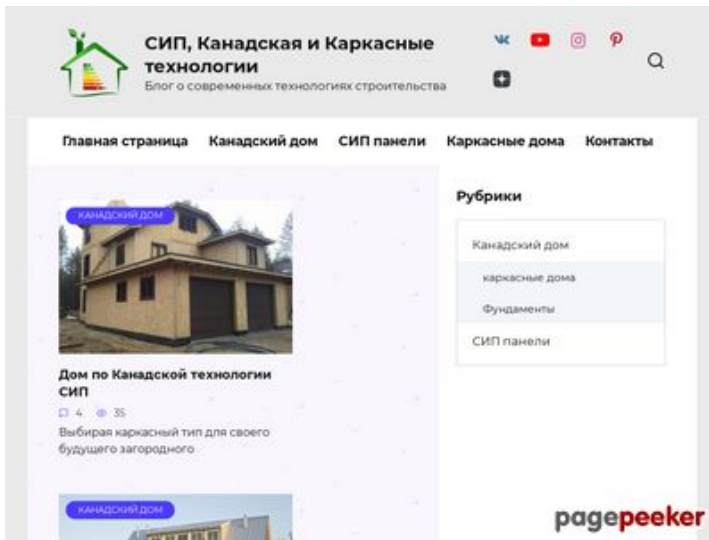 СИП, Канадская и Каркасные
технологии
Блог о современных технологиях строительства
Главная страница Канадский дом СИП панели Каркасные дома Контакты
КАНАДСКИЙ ДОМ
Дом по Канадской технологии
СИП
4 35
Выбирая каркасный тип для своего
будущего загородного
КАНАДСКИЙ ДОМ
Рубрики
Канадский дом
каркасные дома
Фундаменты
СИП панели
pagepeeker